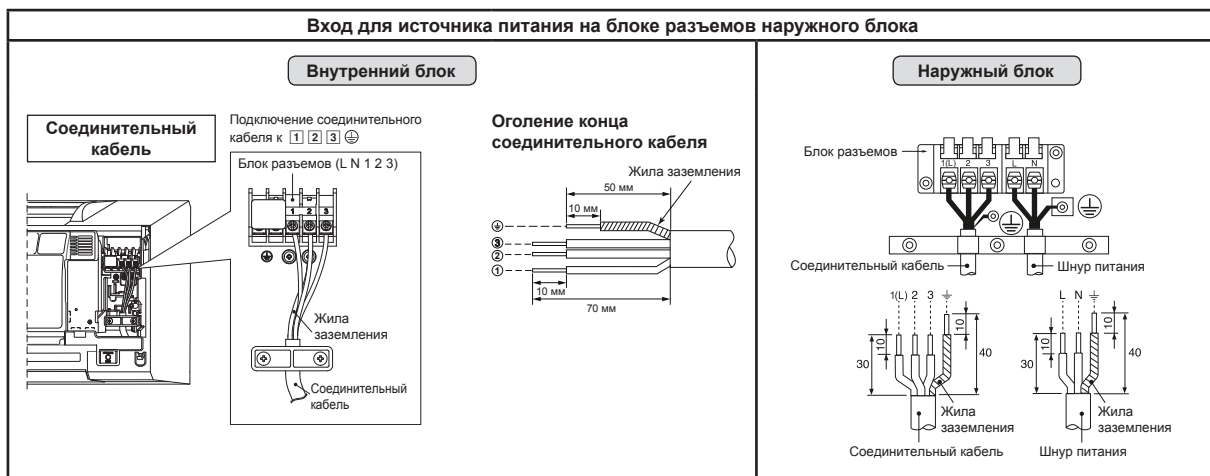 Вход для источника питания на блоке разъемов наружного блока
Внутренний блок
Соединительный
кабель
Подключение соединительного
кабеля к 1 2 3 ⏚
Блок разъемов (L N 1 2 3)
1 2 3
Жила
заземления
Соединительный
кабель
Оголение конца
соединительного кабеля
Жила заземления
50 мм
10 мм
③
②
①
10 мм
70 мм
Наружный блок
Блок разъемов
1(L) 2 3 L N
Соединительный кабель
Шнур питания
1(L) 2 3
10
10
30
40
Жила
заземления
Соединительный кабель
L N
10
10
30
40
Жила
заземления
Шнур питания